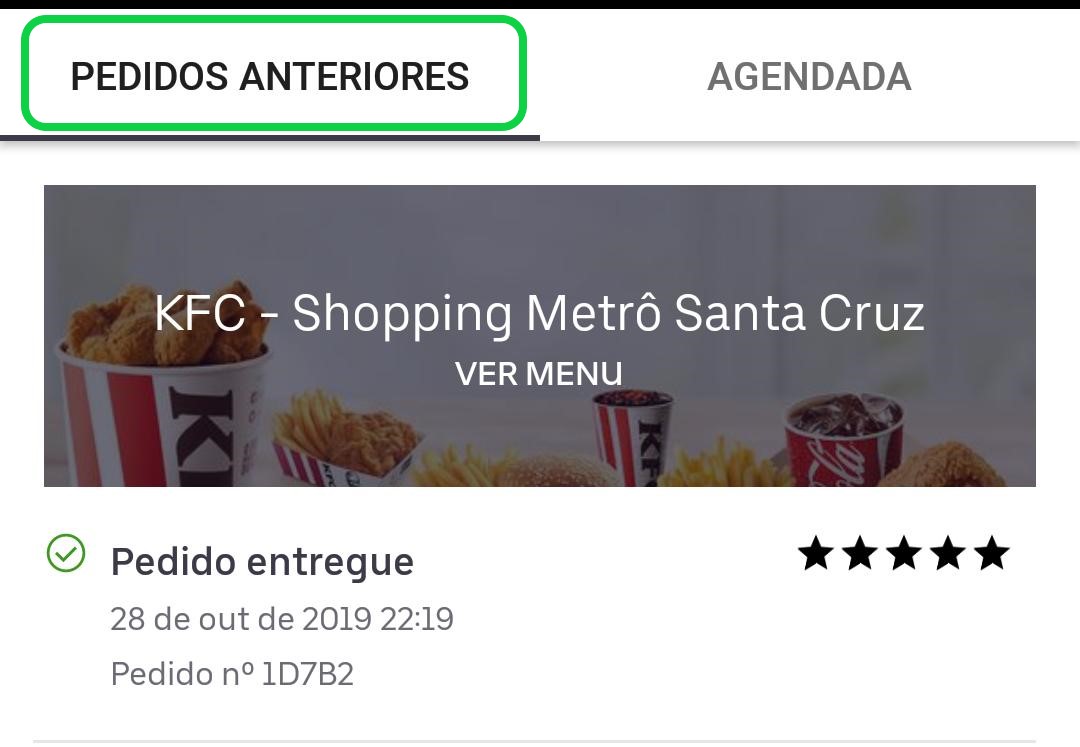 PEDIDOS ANTERIORES
AGENDADA
KFC - Shopping Metrô Santa Cruz
VER MENU
Pedido entregue
28 de out de 2019 22:19
Pedido nº 1D7B2